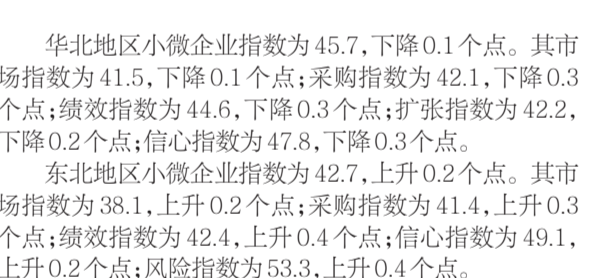 华北地区小微企业指数为45.7,下降0.1个点。其市
场指数为41.5,下降0.1个点;采购指数为42.1,下降0.3
个点;绩效指数为44.6,下降0.3个点;扩张指数为42.2,
下降0.2个点;信心指数为47.8,下降0.3个点。
东北地区小微企业指数为42.7,上升0.2个点。其市
场指数为38.1,上升0.2个点;采购指数为41.4,上升0.3
个点;绩效指数为42.4,上升0.4个点;信心指数为49.1,
上升0.2个点;风险指数为53.3,上升0.4个点。